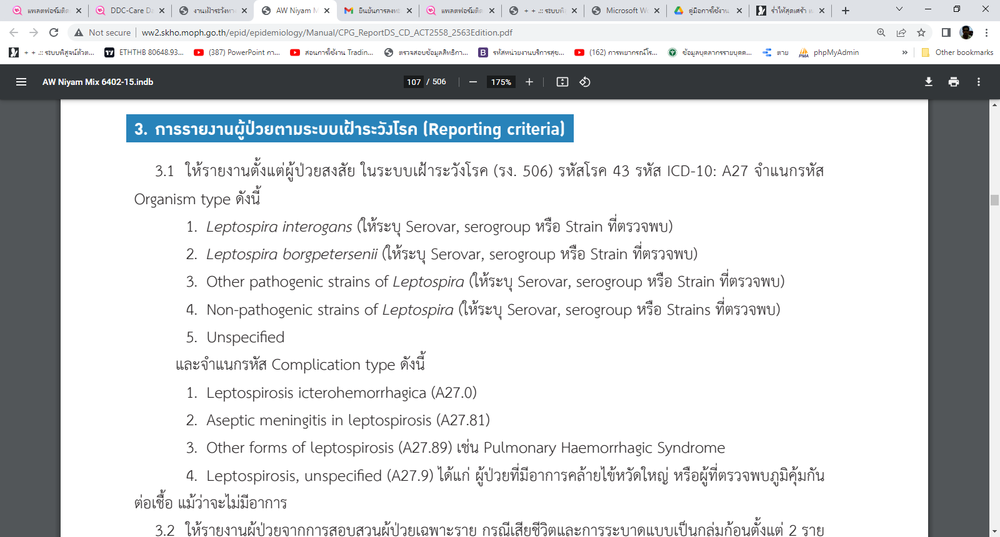 แพลตฟอร์มติด
DDC-Care Da
งานเฝ้าระวังทาง
AW Niyam M
ยืนยันการลงทะ
แพลตฟอร์มติด
+ + .:: ระบบพิ
Microsoft Wo
คู่มือการใช้งาน
ร่ำไห้สุดเศร้า
Not secure
ww2.skho.moph.go.th/epid/epidemiology/Manual/CPG_ReportDS_CD_ACT2558_2563Edition.pdf
+ + .:: ระบบพิสูจน์ตัวต...
ETHTHB 80648.93...
(387) PowerPoint กา...
สอนการใช้งาน Tradin...
ตรวจสอบข้อมูลสิทธิกา...
รหัสหน่วยงานบริการสุข...
(162) การพยากรณ์โร...
ข้อมูลบุคลากรรายบุคค...
ตาย
phpMyAdmin
»
Other bookmarks
AW Niyam Mix 6402-15.indb
107 / 506
175%
3. การรายงานผู้ป่วยตามระบบเฝ้าระวังโรค (Reporting criteria)
3.1 ให้รายงานตั้งแต่ผู้ป่วยสงสัย ในระบบเฝ้าระวังโรค (รง. 506) รหัสโรค 43 รหัส ICD-10: A27 จำแนกรหัส
Organism type ดังนี้
1. Leptospira interogans (ให้ระบุ Serovar, serogroup หรือ Strain ที่ตรวจพบ)
2. Leptospira borgpetersenii (ให้ระบุ Serovar, serogroup หรือ Strain ที่ตรวจพบ)
3. Other pathogenic strains of Leptospira (ให้ระบุ Serovar, serogroup หรือ Strain ที่ตรวจพบ)
4. Non-pathogenic strains of Leptospira (ให้ระบุ Serovar, serogroup หรือ Strains ที่ตรวจพบ)
5. Unspecified
และจำแนกรหัส Complication type ดังนี้
1. Leptospirosis icterohemorrhagica (A27.0)
2. Aseptic meningitis in leptospirosis (A27.81)
3. Other forms of leptospirosis (A27.89) เช่น Pulmonary Haemorrhagic Syndrome
4. Leptospirosis, unspecified (A27.9) ได้แก่ ผู้ป่วยที่มีอาการคล้ายไข้หวัดใหญ่ หรือผู้ที่ตรวจพบภูมิคุ้มกัน
ต่อเชื้อ แม้ว่าจะไม่มีอาการ
3.2 ให้รายงานผู้ป่วยจากการสอบสวนผู้ป่วยเฉพาะราย กรณีเสียชีวิตและการระบาดแบบเป็นกลุ่มก้อนตั้งแต่ 2 ราย